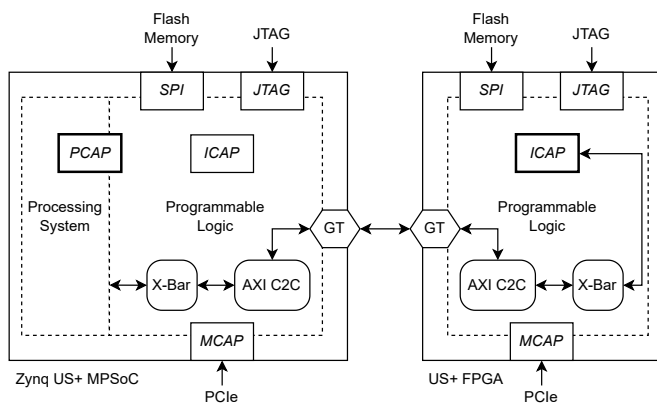 Flash
Memory
JTAG
SPI
JTAG
PCAP
ICAP
Processing
System
Programmable
Logic
GT
X-Bar
AXI C2C
MCAP
Zynq US+ MPSoC
PCIe
Flash
Memory
JTAG
SPI
JTAG
ICAP
Programmable
Logic
GT
AXI C2C
X-Bar
MCAP
US+ FPGA
PCIe